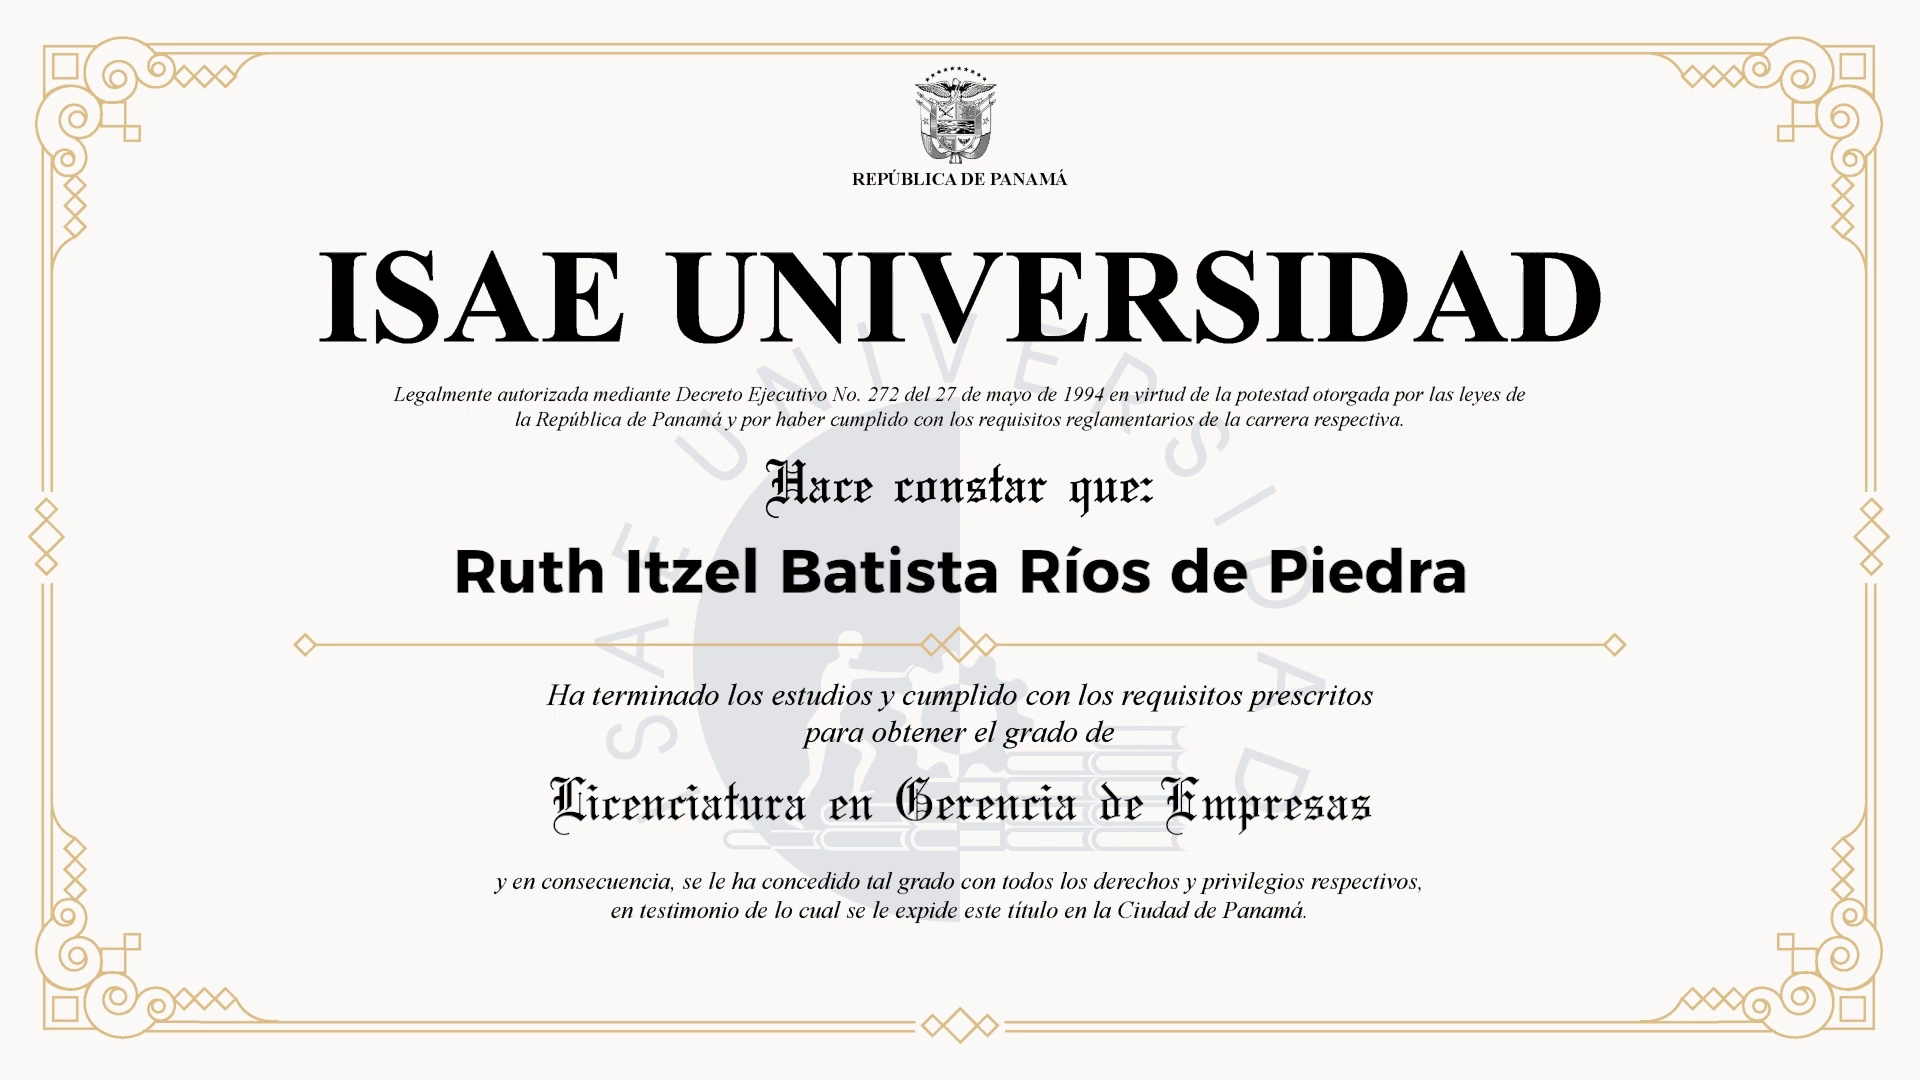 REPÚBLICA DE PANAMÁ
ISAE UNIVERSIDAD
Legalmente autorizada mediante Decreto Ejecutivo No. 272 del 27 de mayo de 1994 en virtud de la potestad otorgada por las leyes de
la República de Panamá y por haber cumplido con los requisitos reglamentarios de la carrera respectiva.
Hace constar que:
Ruth Itzel Batista Ríos de Piedra
Ha terminado los estudios y cumplido con los requisitos prescritos
para obtener el grado de
Licenciatura en Gerencia de Empresas
y en consecuencia, se le ha concedido tal grado con todos los derechos y privilegios respectivos,
en testimonio de lo cual se le expide este título en la Ciudad de Panamá.
ISAE UNIVERSIDAD